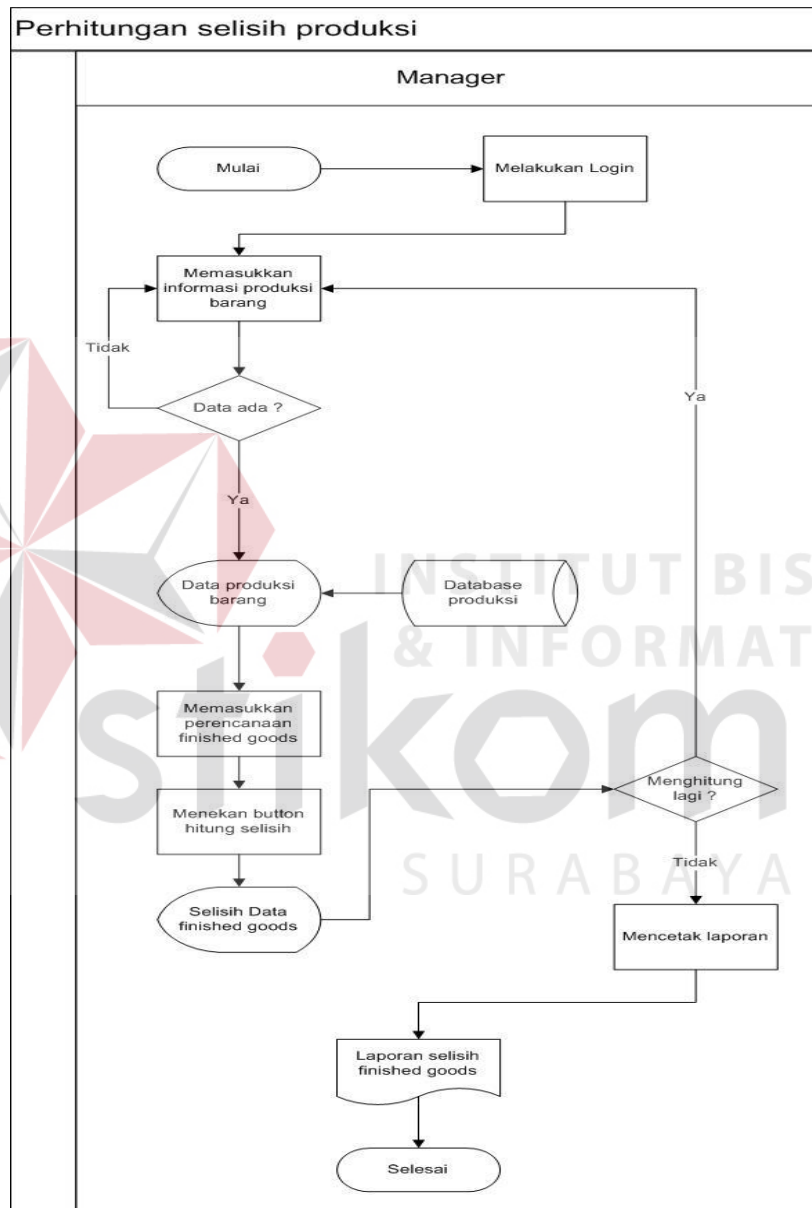 Perhitungan selisih produksi
Manager
Mulai
Melakukan Login
Memasukkan
informasi produksi
barang
Tidak
Data ada ?
Ya
Ya
Data produksi
barang
Database
produksi
INSTITUT BIS
& INFORMAT
stikom
SURABAYA
Memasukkan
perencanaan
finished goods
Menekan button
hitung selisih
Menghitung
lagi ?
Tidak
Selisih Data
finished goods
Mencetak laporan
Laporan selisih
finished goods
Selesai